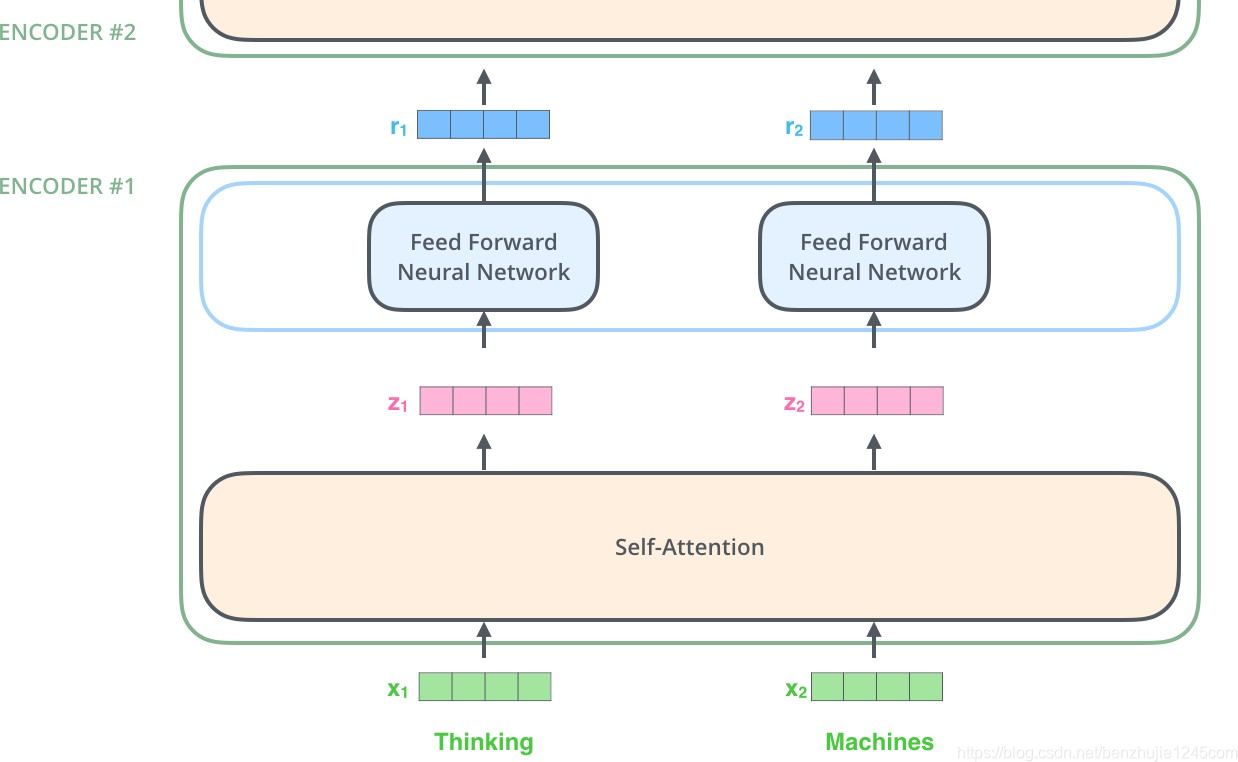 ENCODER #2
r1
r2
ENCODER #1
Feed Forward
Neural Network
Feed Forward
Neural Network
z1
z2
Self-Attention
x1
x2
Thinking
Machines
https://blog.csdn.net/benzhujie1245com